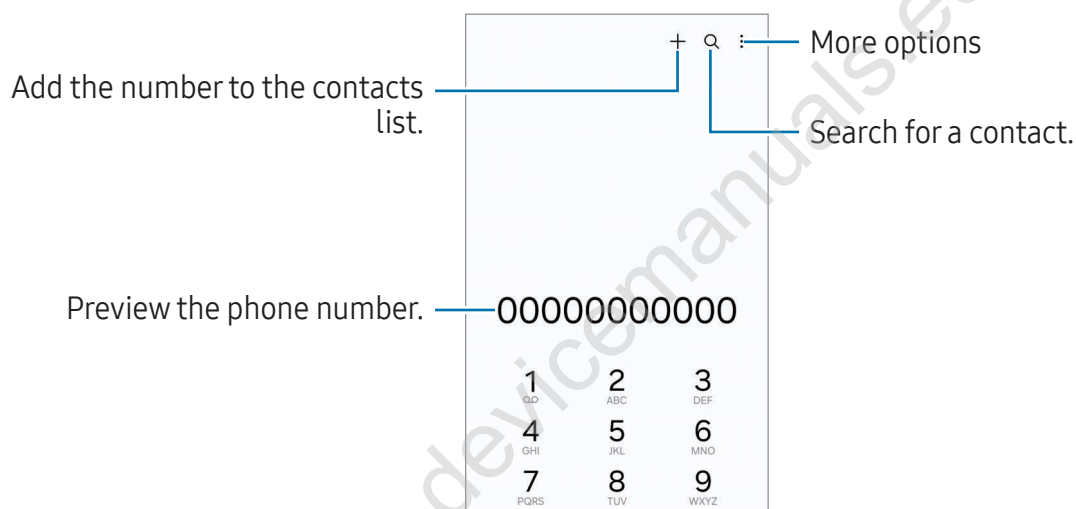 More options
Add the number to the contacts
list.
Search for a contact.
Preview the phone number.
00000000000
1 2 3
ABC DEF
4 5 6
GHI JKL MNO
7 8 9
PQRS TUV WXYZ
devicemanuals.e